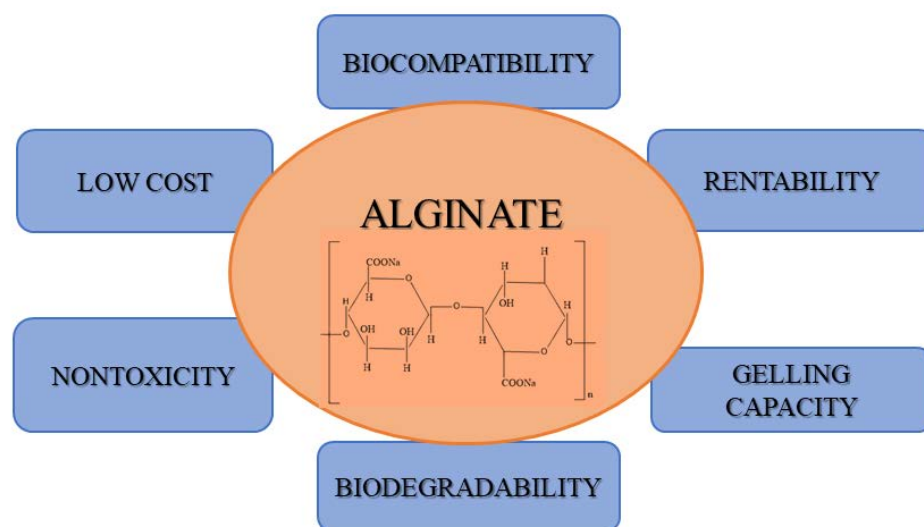 BIOCOMPATIBILITY
LOW COST
RENTABILITY
ALGINATE
COONa
O
H
H
H
H
H
O
OH
OH
H
H
H
O
OH
H
H
O
O
COONa
n
NONTOXICITY
GELLING
CAPACITY
BIODEGRADABILITY